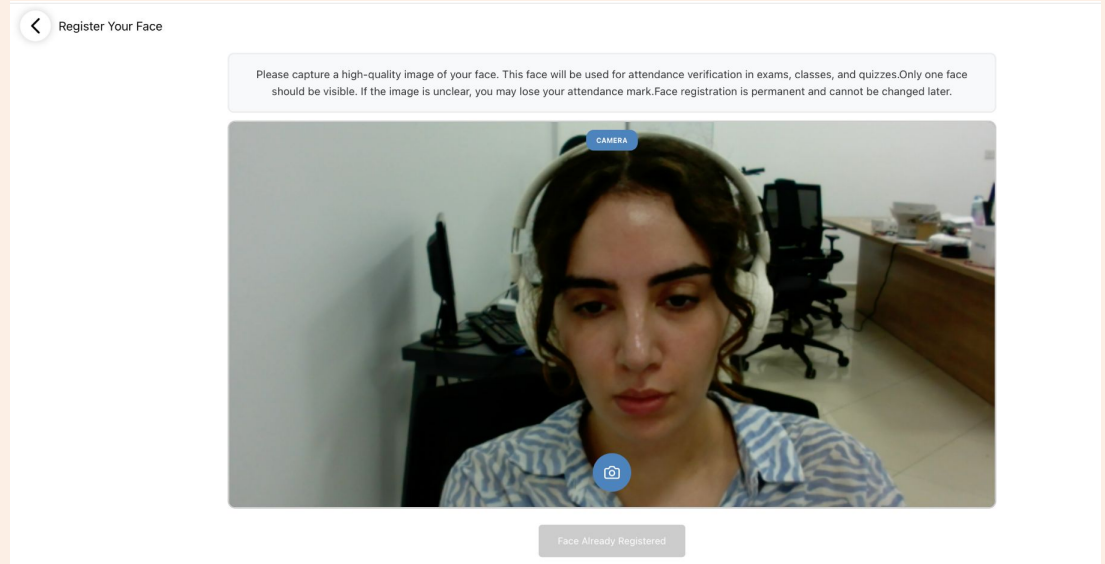 Register Your Face
Please capture a high-quality image of your face. This face will be used for attendance verification in exams, classes, and quizzes.Only one face
should be visible. If the image is unclear, you may lose your attendance mark.Face registration is permanent and cannot be changed later.
CAMERA
Face Already Registered